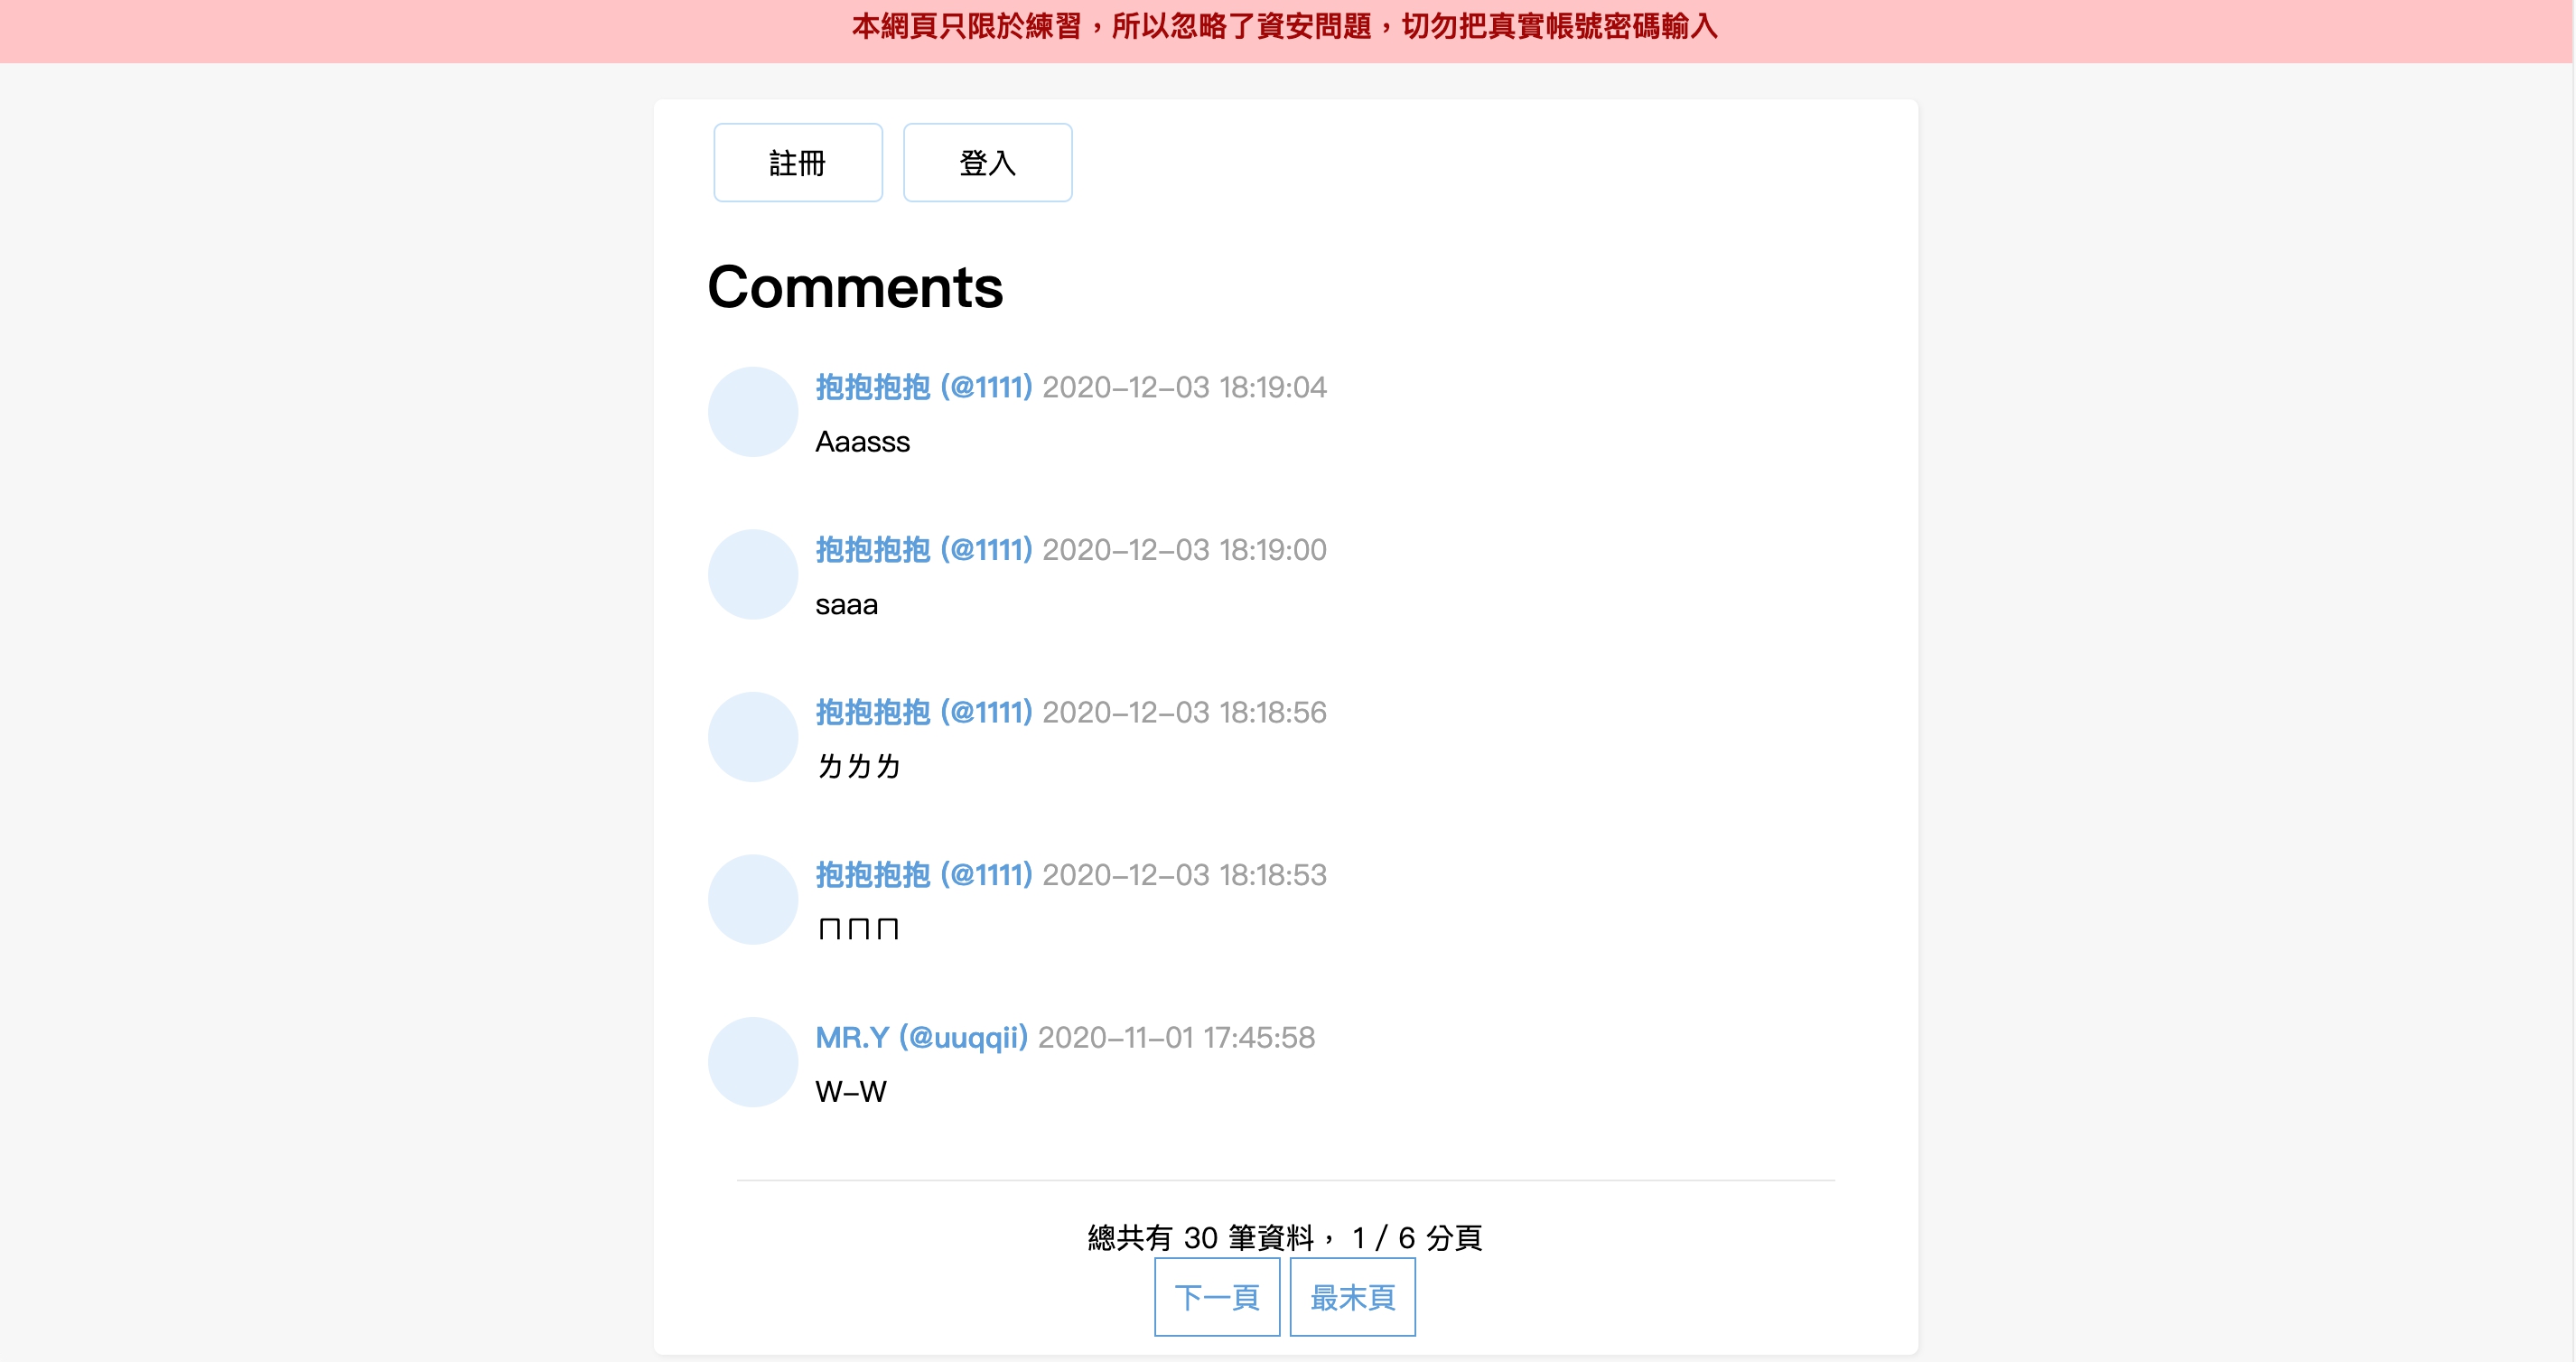 本網頁只限於練習，所以忽略了資安問題，切勿把真實帳號密碼輸入
註冊 登入
Comments
抱抱抱抱 (@1111) 2020-12-03 18:19:04
Aaasss
抱抱抱抱 (@1111) 2020-12-03 18:19:00
saaa
抱抱抱抱 (@1111) 2020-12-03 18:18:56
ㄌㄌㄌ
抱抱抱抱 (@1111) 2020-12-03 18:18:53
ㄇㄇㄇ
MR.Y (@uuqqii) 2020-11-01 17:45:58
W-W
總共有 30 筆資料， 1 / 6 分頁
下一頁 最末頁